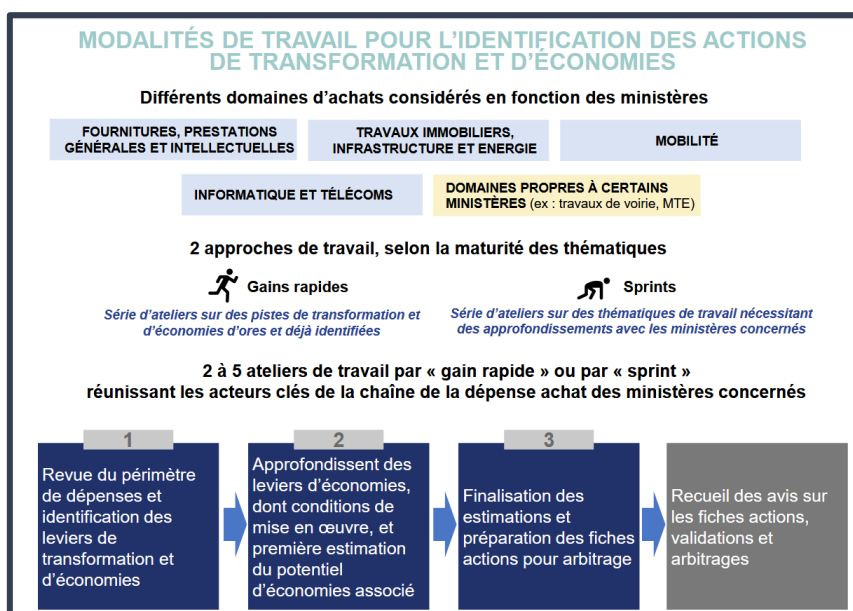 MODALITÉS DE TRAVAIL POUR L'IDENTIFICATION DES ACTIONS
DE TRANSFORMATION ET D'ÉCONOMIES
Différents domaines d'achats considérés en fonction des ministères
FOURNITURES, PRESTATIONS
GÉNÉRALES ET INTELLECTUELLES
TRAVAUX IMMOBILIERS,
INFRASTRUCTURE ET ENERGIE
MOBILITÉ
INFORMATIQUE ET TÉLÉCOMS
DOMAINES PROPRES À CERTAINS
MINISTÈRES (ex : travaux de voirie, MTE)
2 approches de travail, selon la maturité des thématiques
Gains rapides
Série d'ateliers sur des pistes de transformation et
d'économies d'ores et déjà identifiées
Sprints
Série d'ateliers sur des thématiques de travail nécessitant
des approfondissements avec les ministères concernés
2 à 5 ateliers de travail par « gain rapide » ou par « sprint »
réunissant les acteurs clés de la chaîne de la dépense achat des ministères concernés
1
Revue du périmètre
de dépenses et
identification des
leviers de
transformation et
d'économies
2
Approfondissent des
leviers d'économies,
dont conditions de
mise en œuvre, et
première estimation
du potentiel
d'économies associé
3
Finalisation des
estimations et
préparation des fiches
actions pour arbitrage
Recueil des avis sur
les fiches actions,
validations et
arbitrages